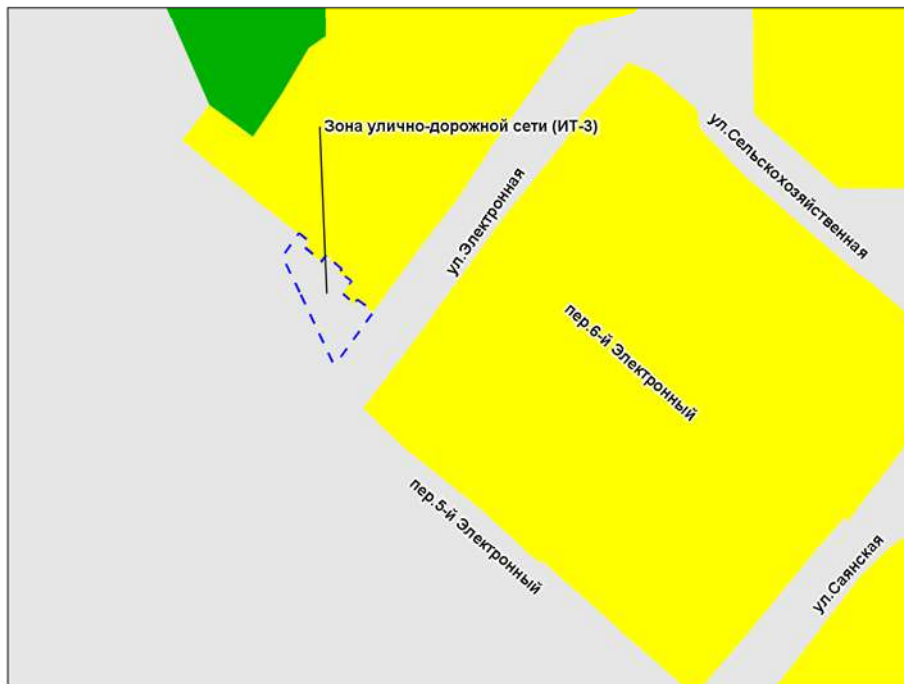 Зона улично-дорожной сети (ИТ-3)
ул.Сельскохозяйственная
ул.Электронная
пер.6-й Электронный
пер.5-й Электронный
ул.Саянская